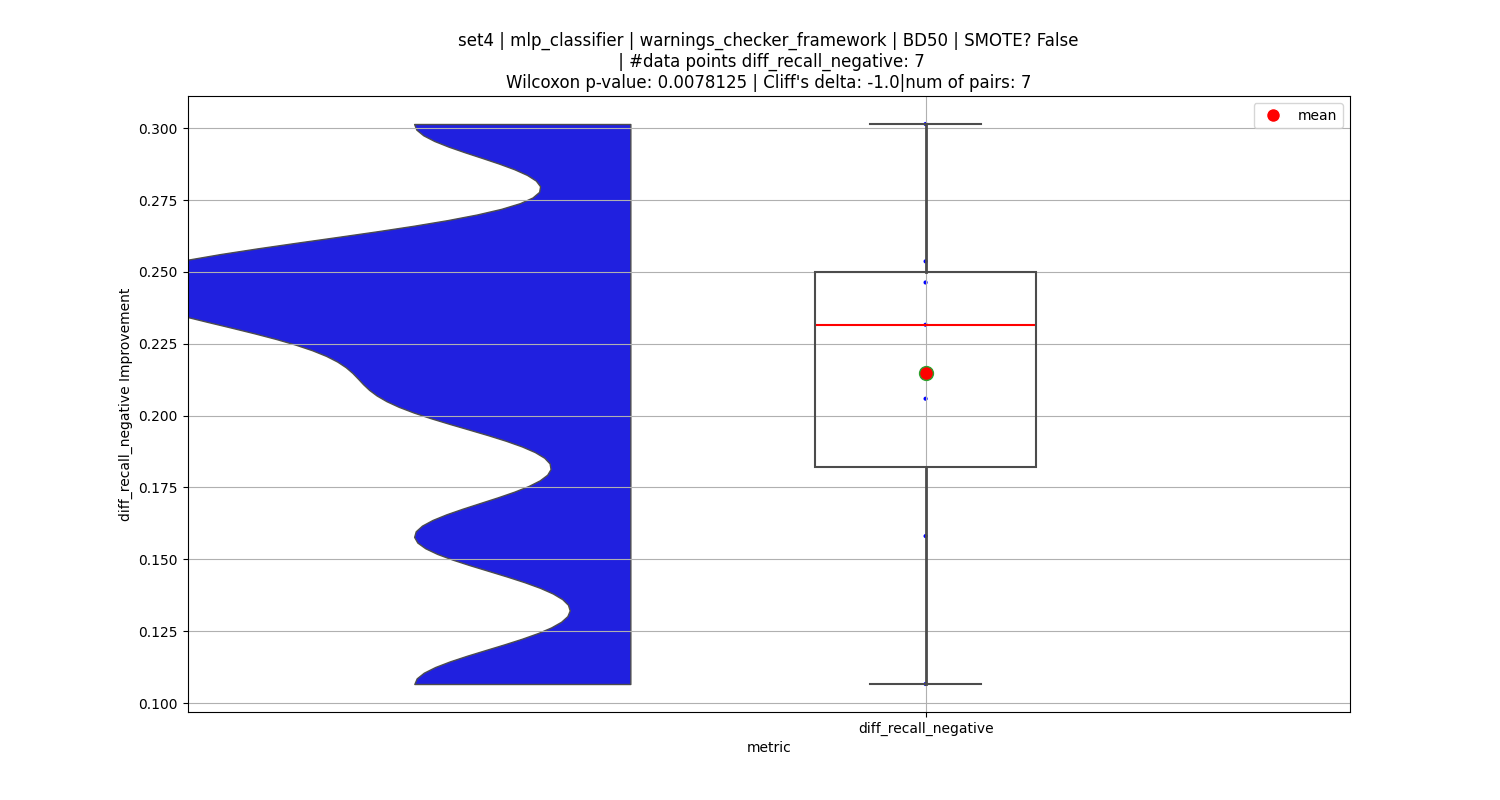 set4 | mlp_classifier | warnings_checker_framework | BD50 | SMOTE? False
| #data points diff_recall_negative: 7
Wilcoxon p-value: 0.0078125 | Cliff's delta: -1.0|num of pairs: 7
mean
0.300
0.275
0.250
0.225
0.200
0.175
0.150
0.125
0.100
diff_recall_negative Improvement
diff_recall_negative
metric